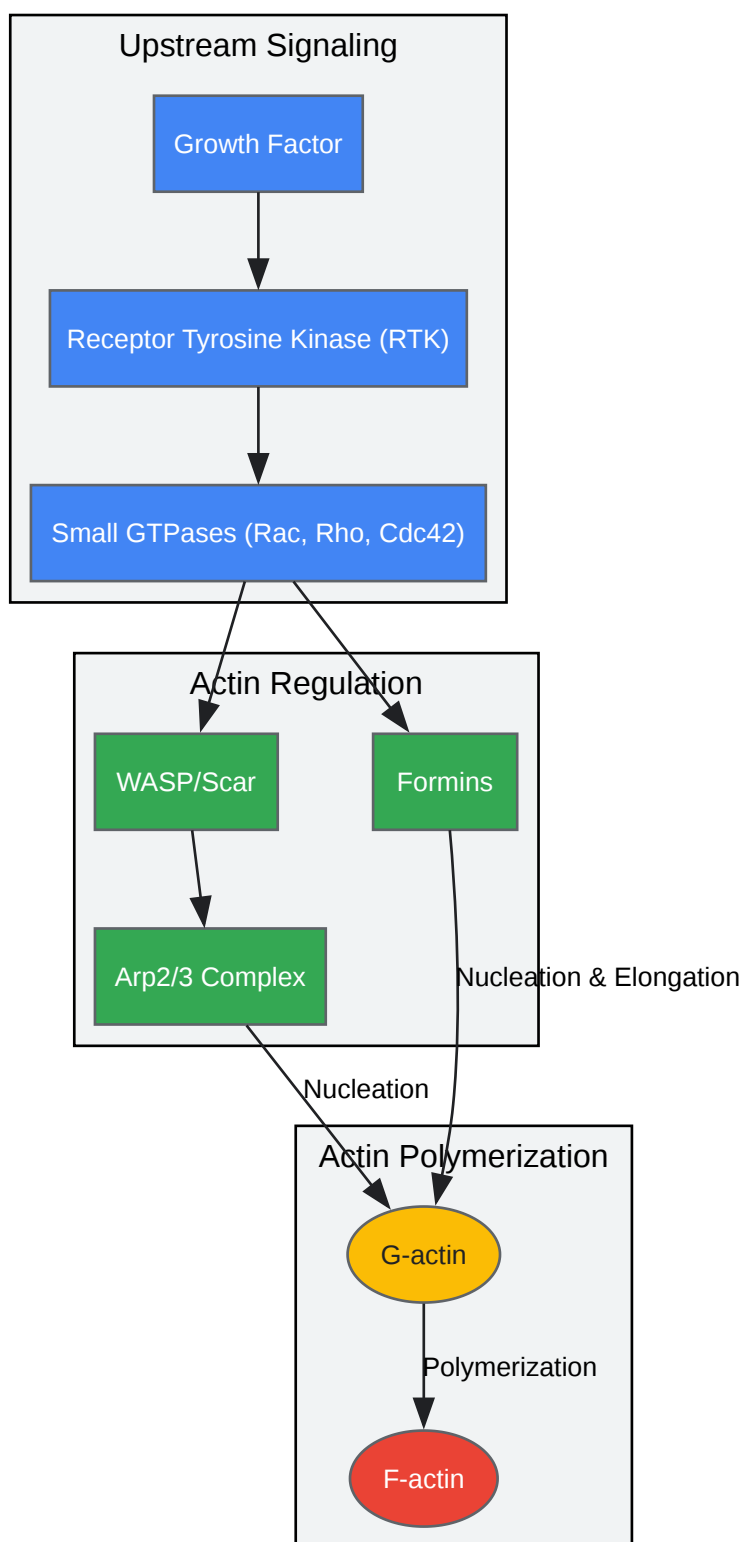 Upstream Signaling
Growth Factor
Receptor Tyrosine Kinase (RTK)
Small GTPases (Rac, Rho, Cdc42)
Actin Regulation
WASP/Scar
Formins
Arp2/3 Complex
Nucleation & Elongation
Nucleation
Actin Polymerization
G-actin
Polymerization
F-actin